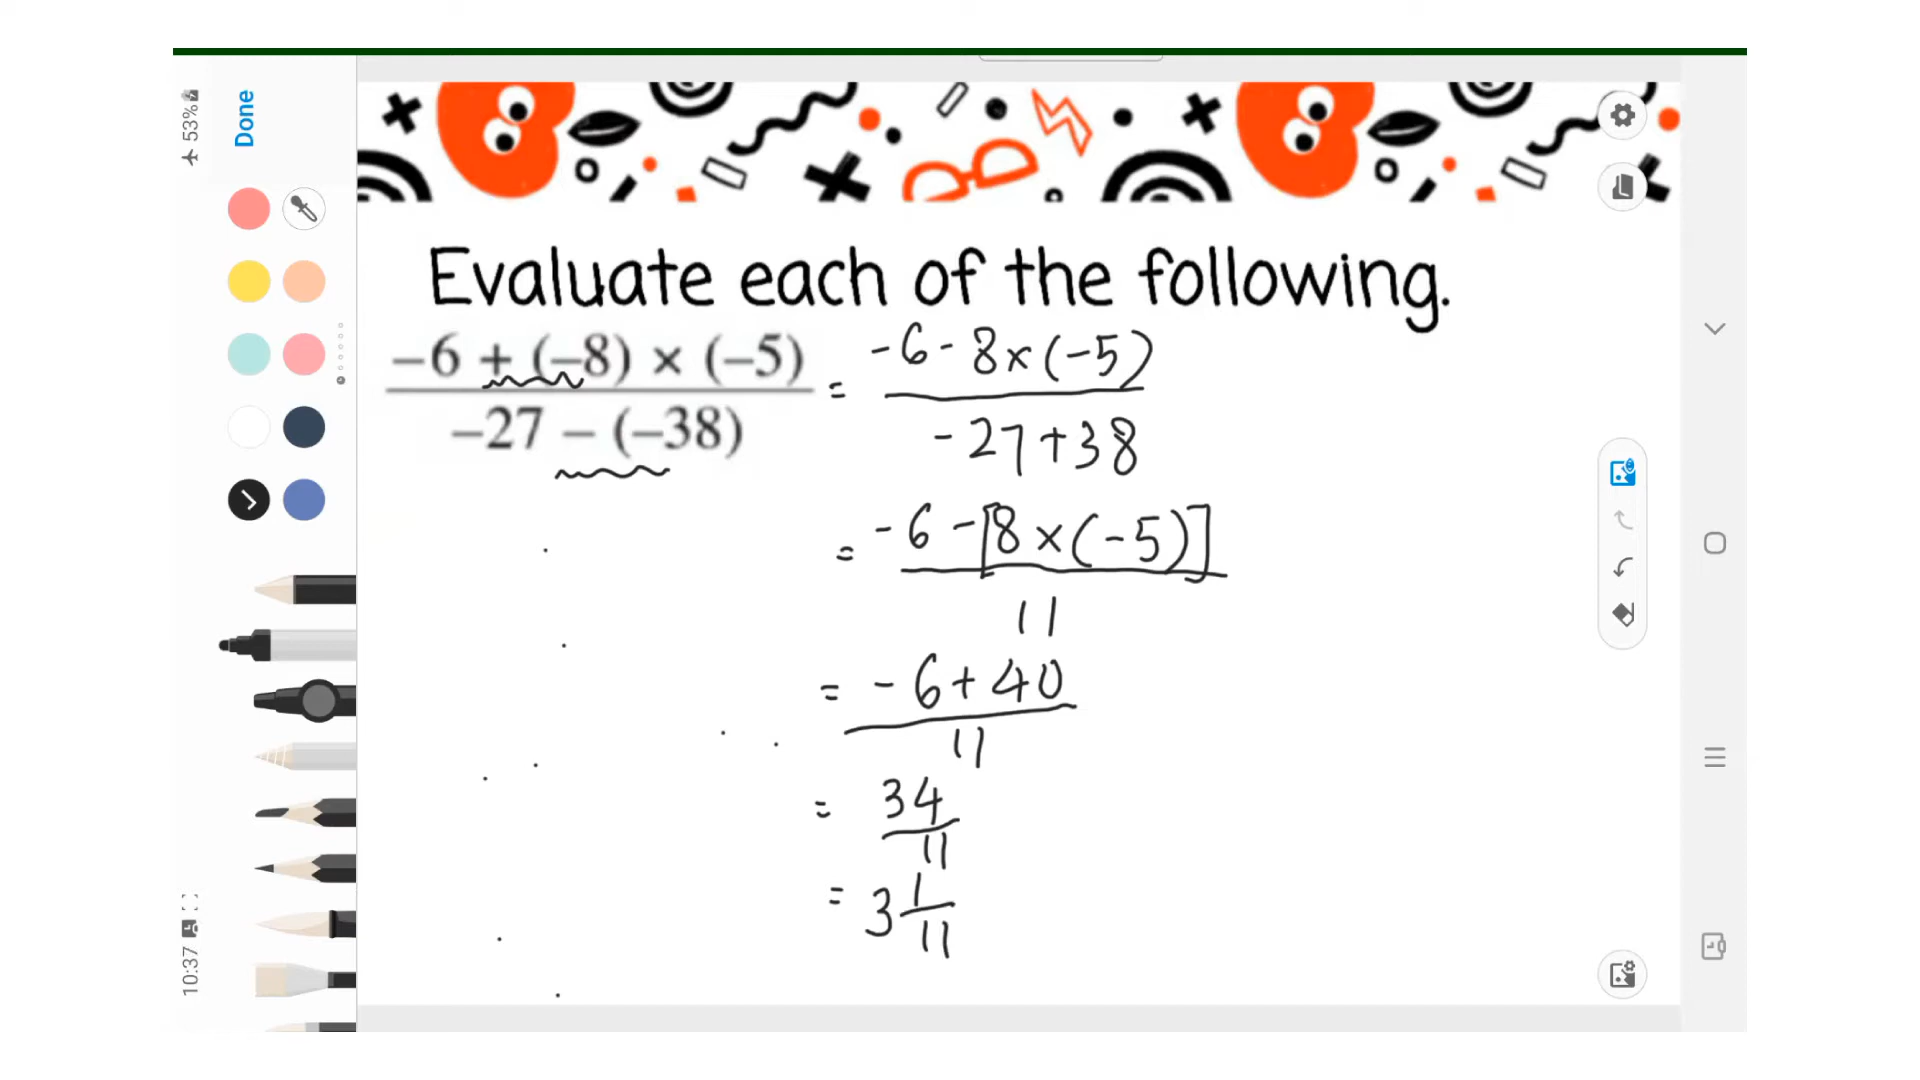 53%
Done
Evaluate each of the following.
−6 + (−8) × (−5)
−27 − (−38)
= -6-8×(-5)
-27+38
= -6-[8×(-5)]
11
= -6+40
11
= 34
11
= 3 1
11
10:37